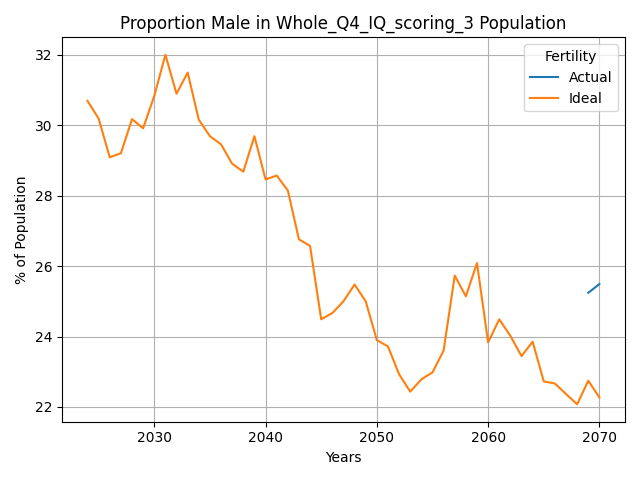 Proportion Male in Whole_Q4_IQ_scoring_3 Population
Fertility
Actual
Ideal
% of Population
32
30
28
26
24
22
2030 2040 2050 2060 2070
Years